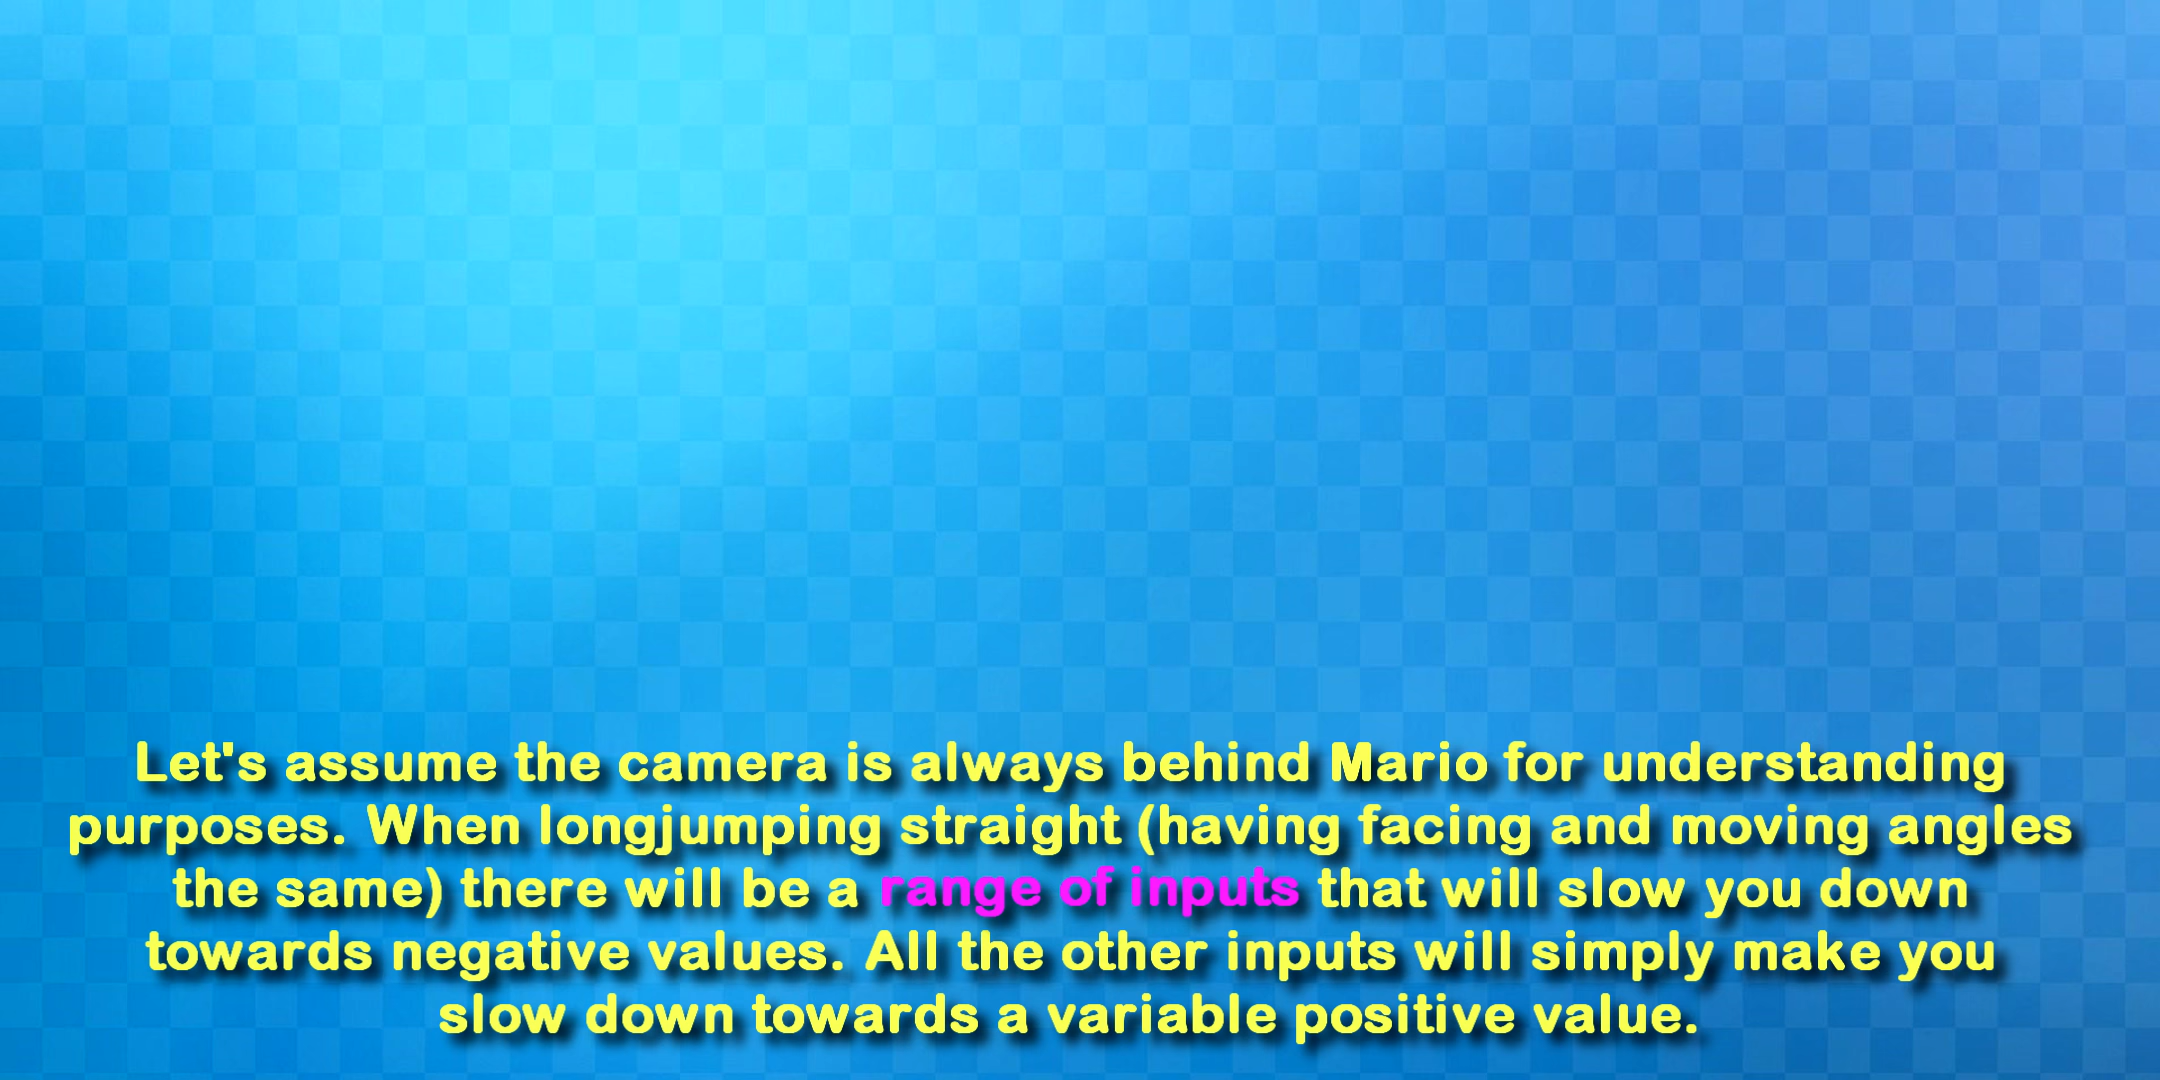 Let's assume the camera is always behind Mario for understanding
purposes. When longjumping straight (having facing and moving angles
the same) there will be a range of inputs that will slow you down
towards negative values. All the other inputs will simply make you
slow down towards a variable positive value.